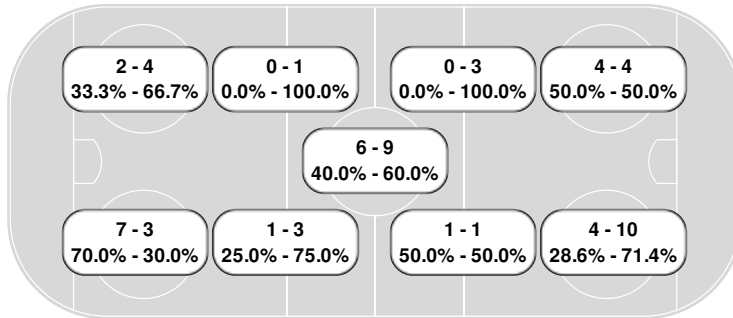 2 - 4
33.3% - 66.7%
0 - 1
0.0% - 100.0%
0 - 3
0.0% - 100.0%
4 - 4
50.0% - 50.0%
6 - 9
40.0% - 60.0%
7 - 3
70.0% - 30.0%
1 - 3
25.0% - 75.0%
1 - 1
50.0% - 50.0%
4 - 10
28.6% - 71.4%